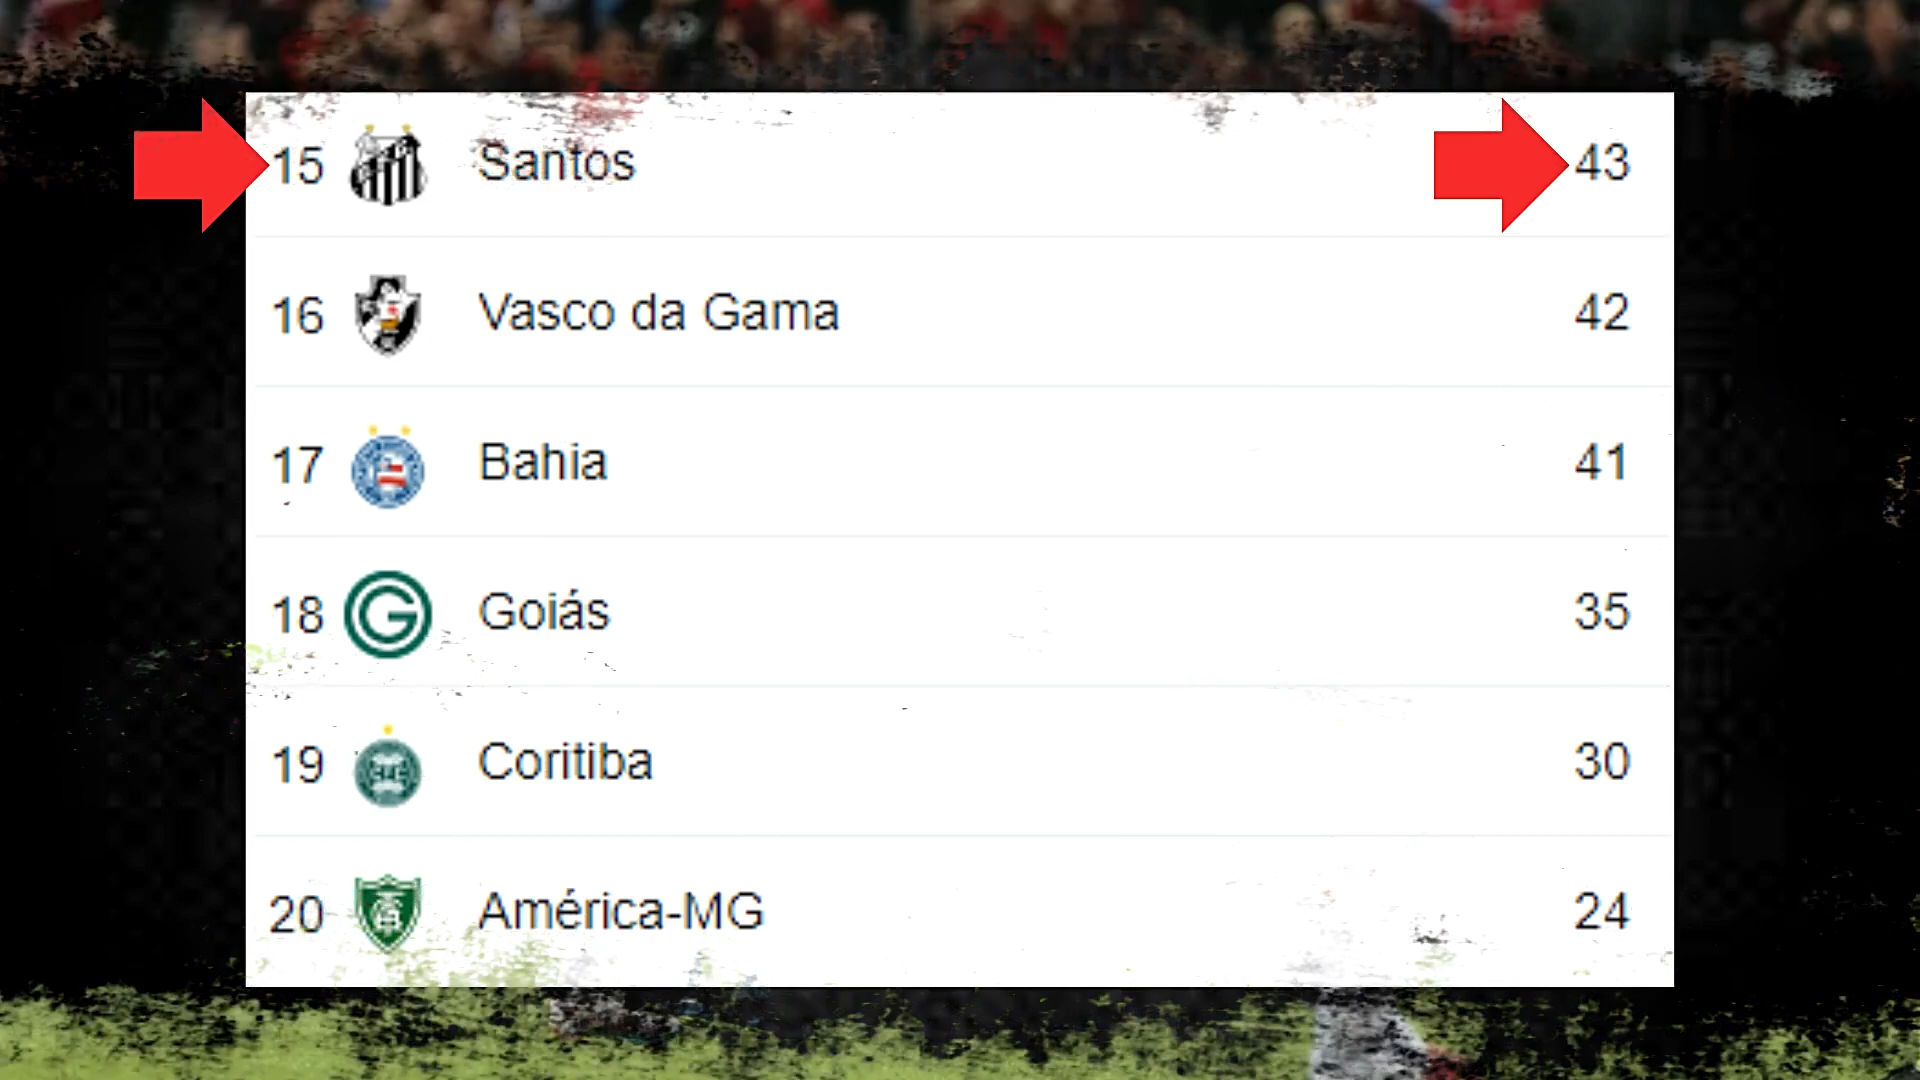 15 Santos 43
16 Vasco da Gama 42
17 Bahia 41
18 Goiás 35
19 Coritiba 30
20 América-MG 24